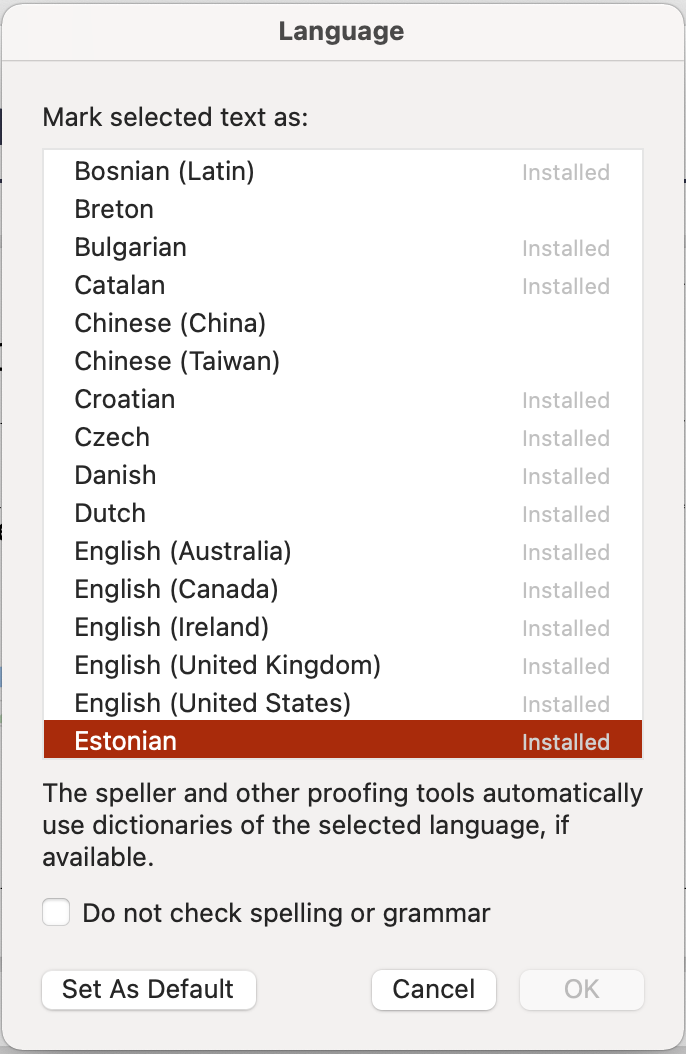 Language
Mark selected text as:
Bosnian (Latin) Installed
Breton
Bulgarian Installed
Catalan Installed
Chinese (China)
Chinese (Taiwan)
Croatian Installed
Czech Installed
Danish Installed
Dutch Installed
English (Australia) Installed
English (Canada) Installed
English (Ireland) Installed
English (United Kingdom) Installed
English (United States) Installed
Estonian Installed
The speller and other proofing tools automatically
use dictionaries of the selected language, if
available.
Do not check spelling or grammar
Set As Default Cancel OK